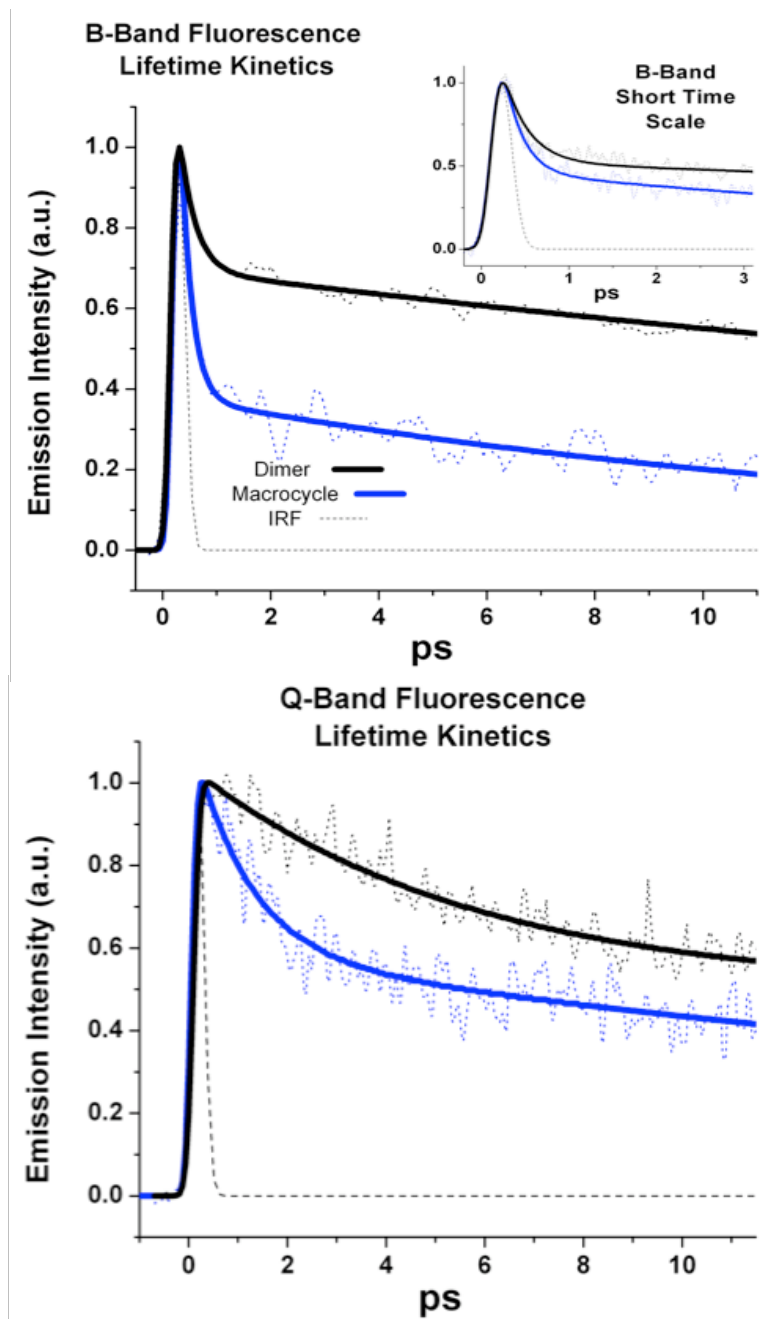 B-Band Fluorescence
Lifetime Kinetics
B-Band
Short Time
Scale
1.0
0.5
0.0
0 1 2 3
ps
Emission Intensity (a.u.)
1.0
0.8
0.6
0.4
0.2
0.0
Dimer
Macrocycle
IRF
0 2 4 6 8 10
ps
Q-Band Fluorescence
Lifetime Kinetics
Emission Intensity (a.u.)
1.0
0.8
0.6
0.4
0.2
0.0
0 2 4 6 8 10
ps